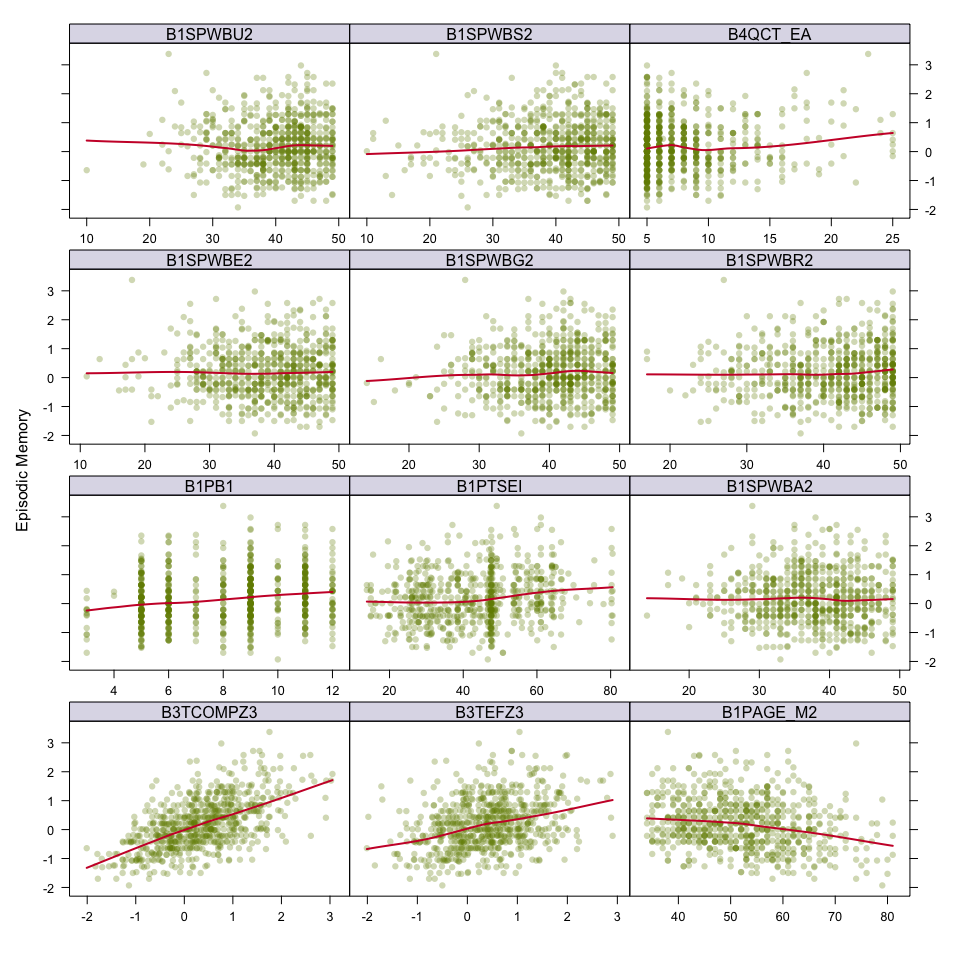 B1SPWBU2 B1SPWBS2 B4QCT_EA
3
2
1
0
-1
-2
10 20 30 40 50 10 20 30 40 50 5 10 15 20 25
B1SPWBE2 B1SPWBG2 B1SPWBR2
3
2
1
0
-1
-2
10 20 30 40 50 20 30 40 50 20 30 40 50
Episodic Memory
B1PB1 B1PTSEI B1SPWBA2
3
2
1
0
-1
-2
4 6 8 10 12 20 40 60 80 20 30 40 50
B3TCOMPZ3 B3TEFZ3 B1PAGE_M2
3
2
1
0
-1
-2
-2 -1 0 1 2 3 -2 -1 0 1 2 3 40 50 60 70 80